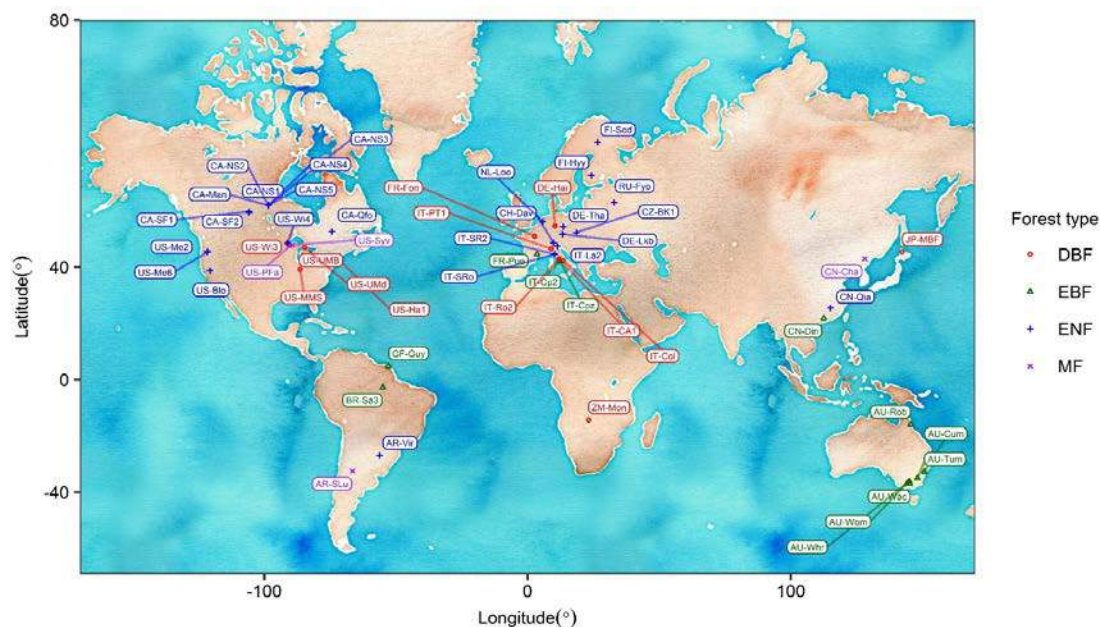 80
40
0
-40
Latitude(°)
-100
0
100
Longitude(°)
CA-NS3
CA-NS2
CA-NS4
CA-Man
CA-NS1
CA-NS5
CA-SF1
CA-SF2
US-Wi4
CA-Qfo
US-Me2
US-Wi3
US-Syv
US-PFa
US-UMB
US-Me6
US-UMd
US-Blo
US-MMS
US-Ha1
GF-Guy
BR-Sa3
AR-Vir
AR-SLu
FI-Sod
NL-Loo
FI-Hyy
FR-Fon
DE-Hai
RU-Fyo
IT-PT1
CH-Dav
DE-Tha
CZ-BK1
IT-SR2
DE-Lkb
FR-Pue
IT-La2
IT-SRo
IT-Cp2
IT-Ro2
IT-Cpz
IT-CA1
IT-Col
ZM-Mon
JP-MBF
CN-Cha
CN-Qia
CN-Din
AU-Rob
AU-Cum
AU-Tum
AU-Wac
AU-Wom
AU-Whr
Forest type
DBF
EBF
ENF
MF